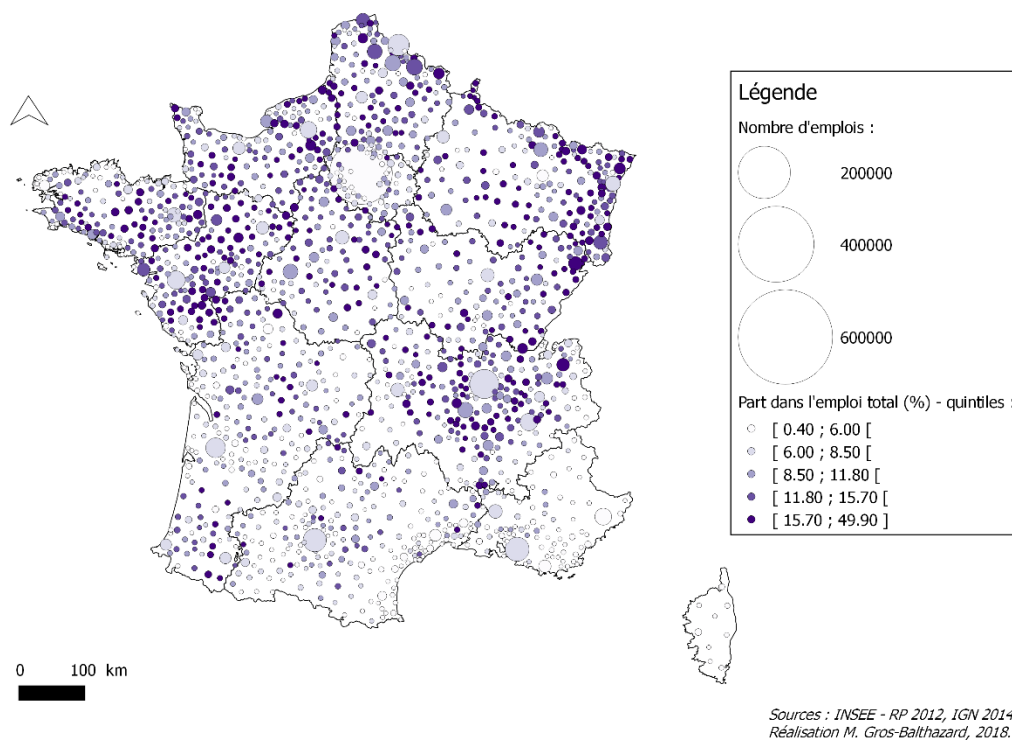 Légende
Nombre d'emplois :
200000
400000
600000
Part dans l'emploi total (%) - quintiles :
[ 0.40 ; 6.00 [
[ 6.00 ; 8.50 [
[ 8.50 ; 11.80 [
[ 11.80 ; 15.70 [
[ 15.70 ; 49.90 ]
0 100 km
Sources : INSEE - RP 2012, IGN 2014
Réalisation M. Gros-Balthazard, 2018.